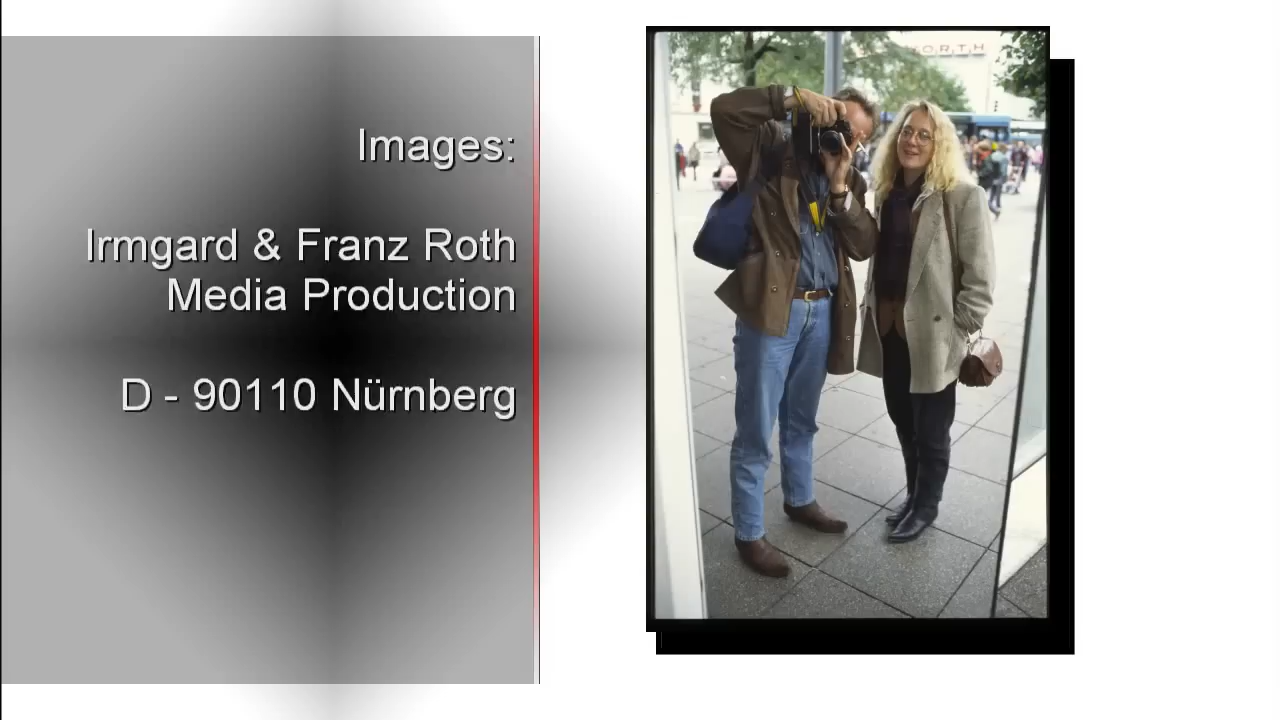 Images:
Irmgard & Franz Roth
Media Production
D - 90110 Nürnberg